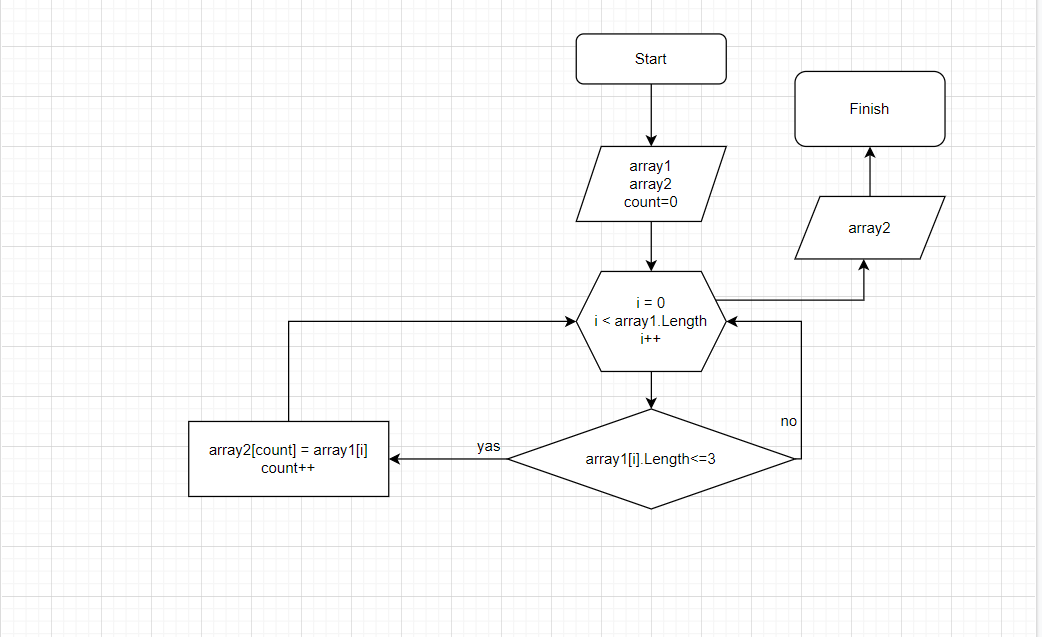 Start
array1
array2
count=0
i = 0
i < array1.Length
i++
array1[i].Length<=3
yas
array2[count] = array1[i]
count++
no
array2
Finish